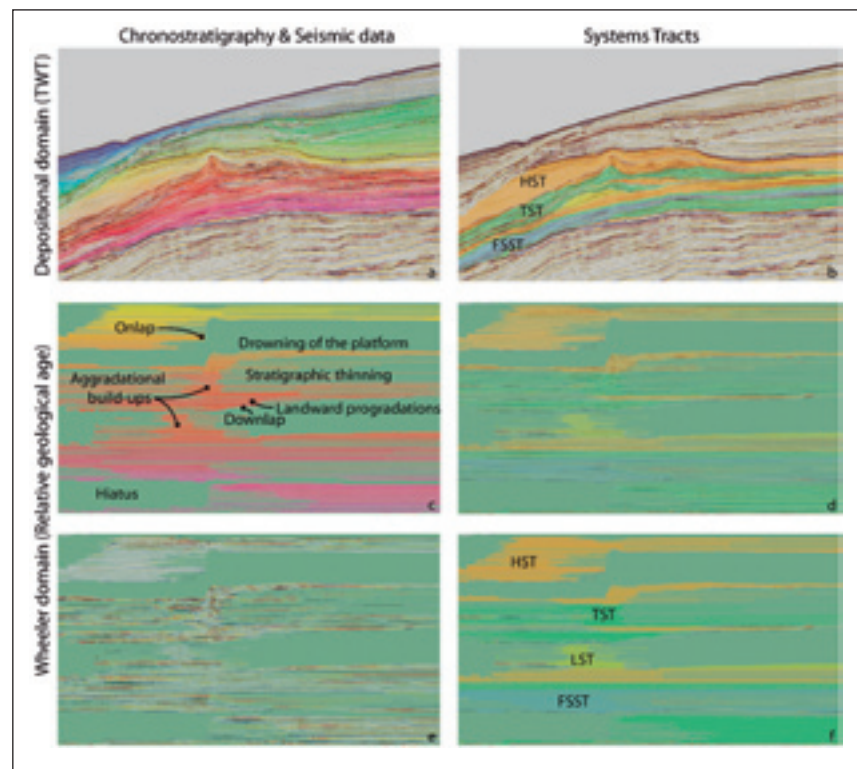 Chronostratigraphy & Seismic data
Systems Tracts
Depositional domain (TWT)
a
HST
TST
FSST
b
Wheeler domain (Relative geological age)
Onlap
Drowning of the platform
Aggradational
build-ups
Stratigraphic thinning
Landward progradations
Downlap
Hiatus
c
d
e
HST
TST
LST
FSST
f